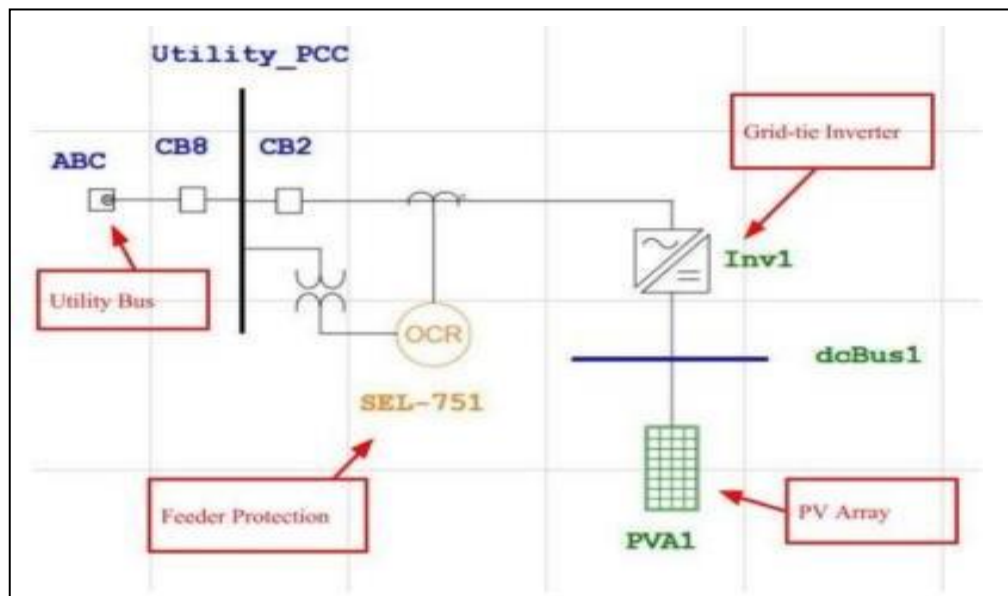 Utility_PCC
Grid-tie Inverter
CB8
CB2
ABC
Inv1
Utility Bus
OCR
dcBus1
SEL-751
Feeder Protection
PV Array
PVA1